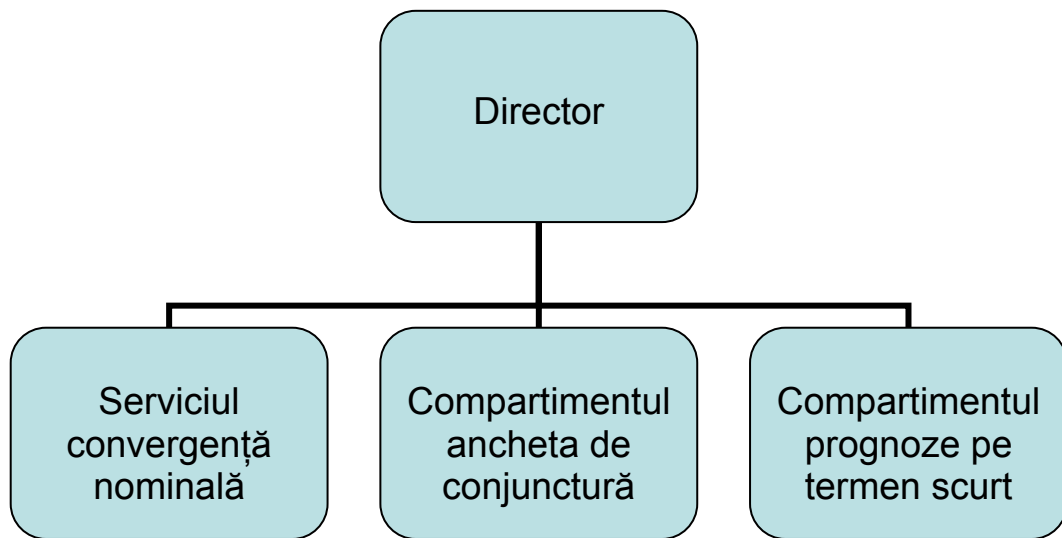 Director
Serviciul
convergență
nominală
Compartimentul
ancheta de
conjunctură
Compartimentul
prognoze pe
termen scurt